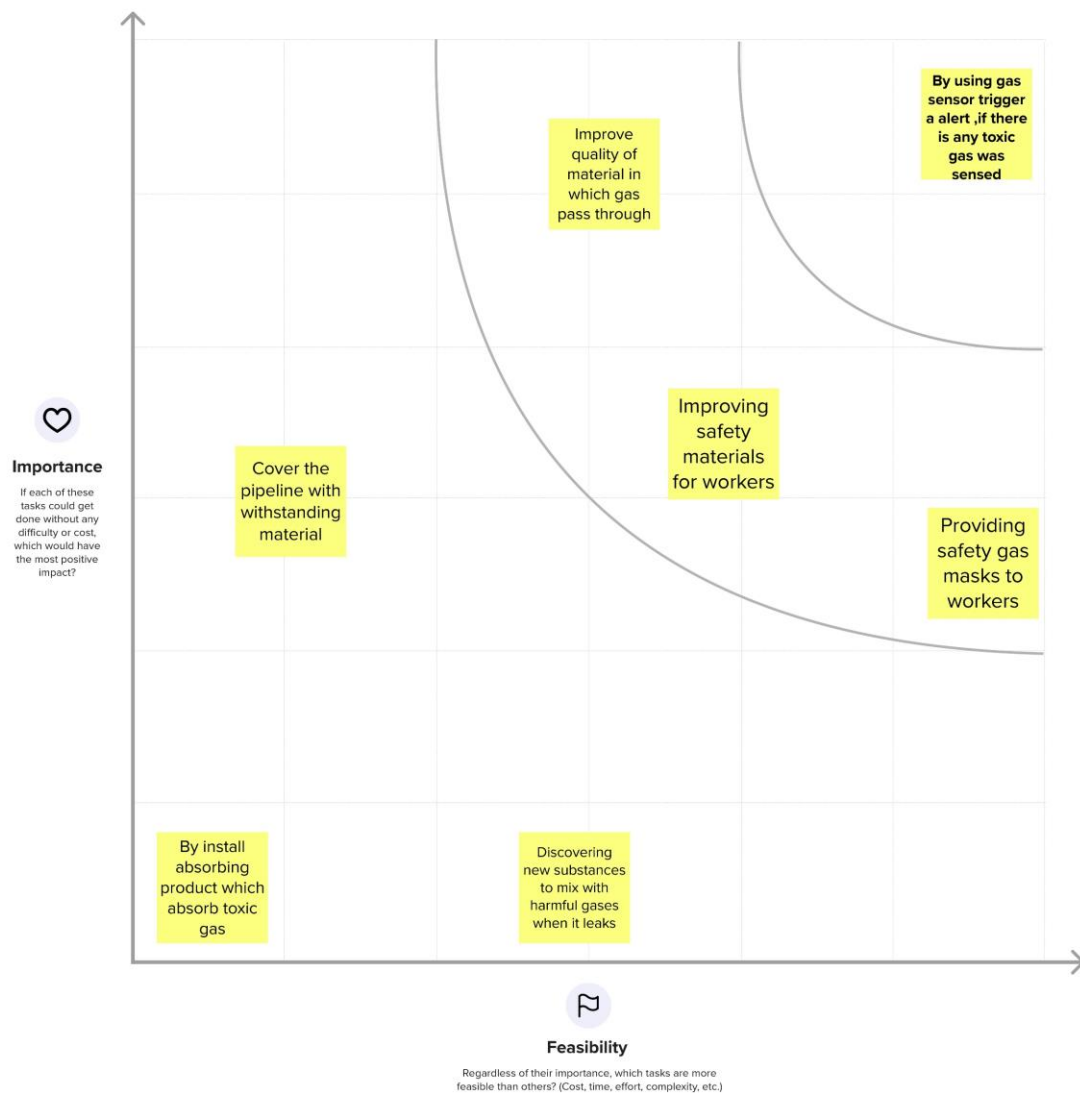 By using gas
sensor trigger
a alert ,if there
is any toxic
gas was
sensed
Improve
quality of
material in
which gas
pass through
Improving
safety
materials
for workers
Importance
If each of these
tasks could get
done without any
difficulty or cost,
which would have
the most positive
impact?
Cover the
pipeline with
withstanding
material
Providing
safety gas
masks to
workers
By install
absorbing
product which
absorb toxic
gas
Discovering
new substances
to mix with
harmful gases
when it leaks
Feasibility
Regardless of their importance, which tasks are more
feasible than others? (Cost, time, effort, complexity, etc.)